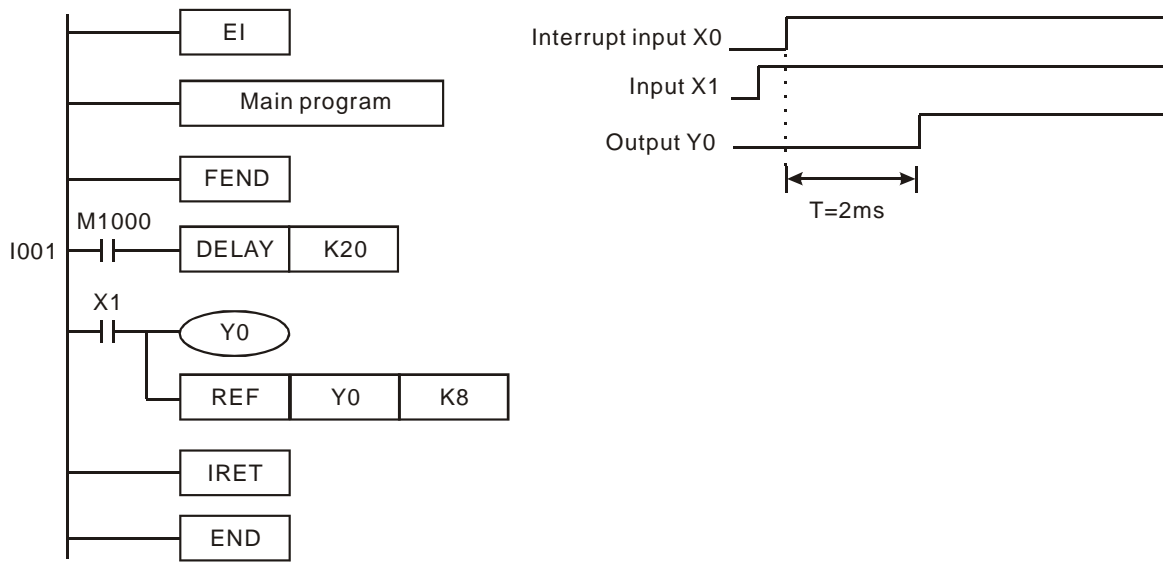 EI
Main program
FEND
M1000
I001
DELAY K20
X1
Y0
REF Y0 K8
IRET
END
Interrupt input X0
Input X1
Output Y0
T=2ms